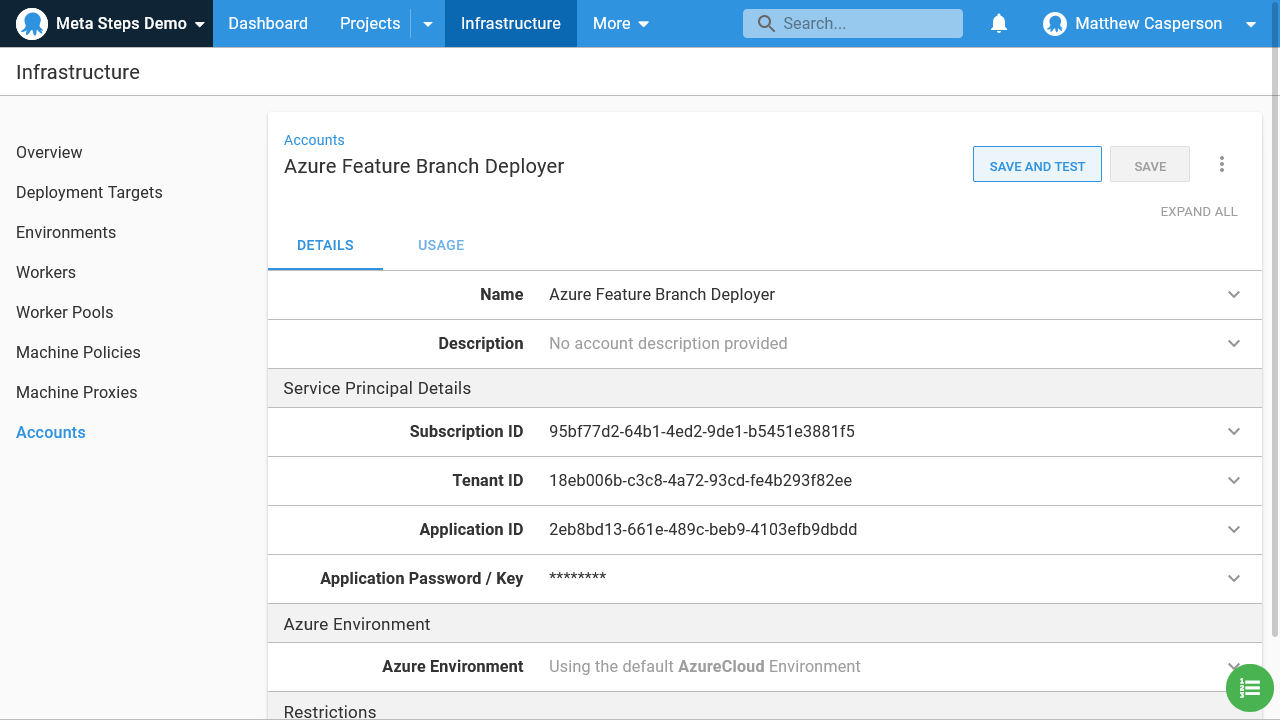 Meta Steps Demo
Dashboard
Projects
Infrastructure
More
Search...
Matthew Casperson
Infrastructure
Overview
Deployment Targets
Environments
Workers
Worker Pools
Machine Policies
Machine Proxies
Accounts
Accounts
Azure Feature Branch Deployer
SAVE AND TEST
SAVE
EXPAND ALL
DETAILS
USAGE
Name Azure Feature Branch Deployer
Description No account description provided
Service Principal Details
Subscription ID 95bf77d2-64b1-4ed2-9de1-b5451e3881f5
Tenant ID 18eb006b-c3c8-4a72-93cd-fe4b293f82ee
Application ID 2eb8bd13-661e-489c-beb9-4103efb9dbdd
Application Password / Key ********
Azure Environment
Azure Environment Using the default AzureCloud Environment
Restrictions